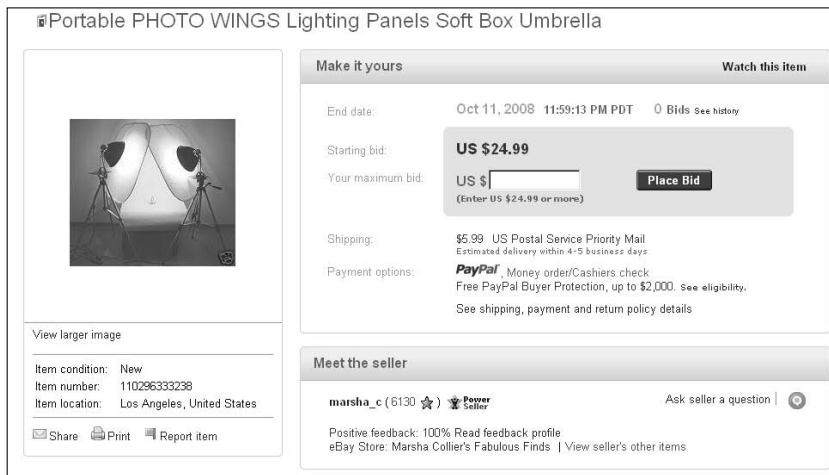 Portable PHOTO WINGS Lighting Panels Soft Box Umbrella
View larger image
Item condition: New
Item number: 110296333238
Item location: Los Angeles, United States
Share Print Report item
Make it yours Watch this item
End date: Oct 11, 2008 11:59:13 PM PDT 0 Bids See history
Starting bid: US $24.99
Your maximum bid: US $ Place Bid
(Enter US $24.99 or more)
Shipping: $5.99 US Postal Service Priority Mail
Estimated delivery within 4-5 business days
Payment options: PayPal, Money order/Cashiers check
Free PayPal Buyer Protection, up to $2,000. See eligibility.
See shipping, payment and return policy details
Meet the seller
marsha_c (6130 ) Power Seller Ask seller a question
Positive feedback: 100% Read feedback profile
eBay Store: Marsha Collier's Fabulous Finds | View seller's other items